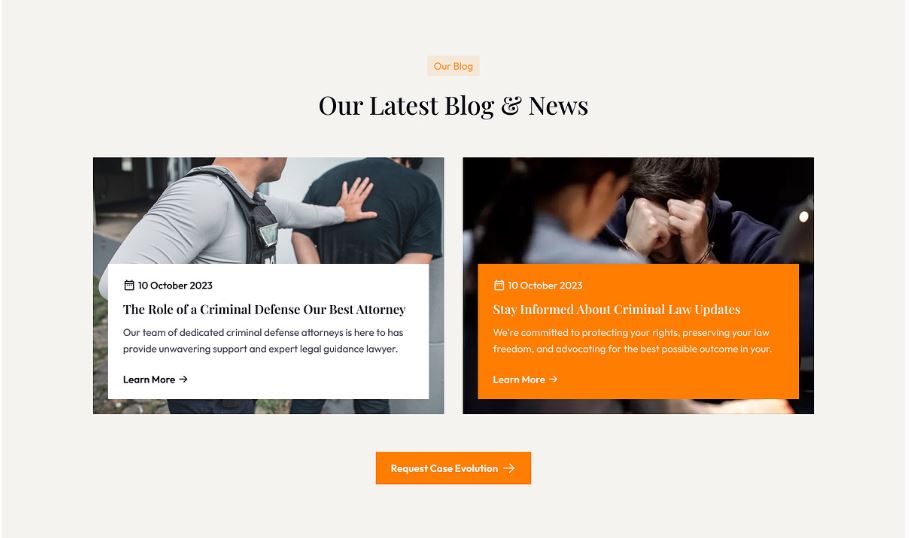 Our Blog
Our Latest Blog & News
10 October 2023
The Role of a Criminal Defense Our Best Attorney
Our team of dedicated criminal defense attorneys is here to has
provide unwavering support and expert legal guidance lawyer.
Learn More →
10 October 2023
Stay Informed About Criminal Law Updates
We're committed to protecting your rights, preserving your law
freedom, and advocating for the best possible outcome in your.
Learn More →
Request Case Evolution →